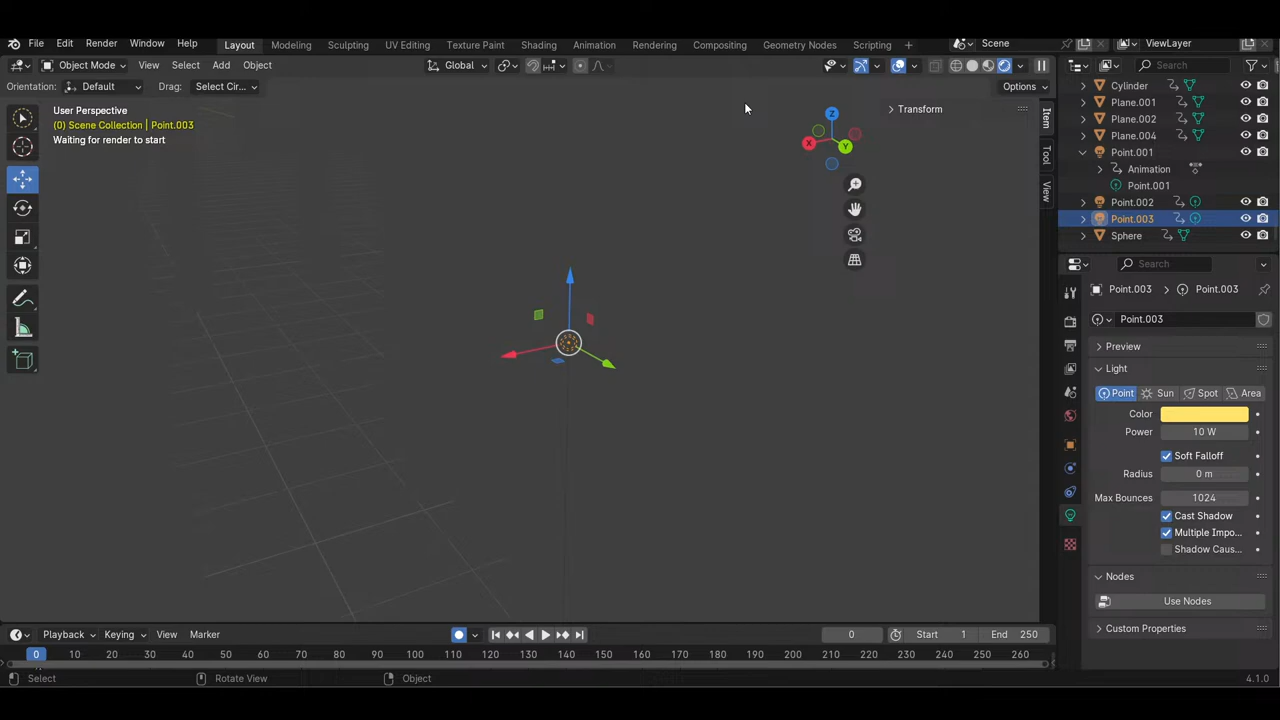 File Edit Render Window Help Layout Modeling Sculpting UV Editing Texture Paint Shading Animation Rendering Compositing Geometry Nodes Scripting + Scene ViewLayer
Object Mode View Select Add Object Global Search
Orientation: Default Drag: Select Cir... Options
User Perspective
(0) Scene Collection | Point.003
Waiting for render to start
Transform
Z
X
Y
Item
Tool
View
Cylinder
Plane.001
Plane.002
Plane.004
Point.001
Animation
Point.001
Point.002
Point.003
Sphere
Search
Point.003 Point.003
Point.003
Preview
Light
Point Sun Spot Area
Color
Power 10 W
Soft Falloff
Radius 0 m
Max Bounces 1024
Cast Shadow
Multiple Impo...
Shadow Caus...
Nodes
Use Nodes
Custom Properties
Playback Keying View Marker 0 Start 1 End 250
0 10 20 30 40 50 60 70 80 90 100 110 120 130 140 150 160 170 180 190 200 210 220 230 240 250 260
Select Rotate View Object 4.1.0